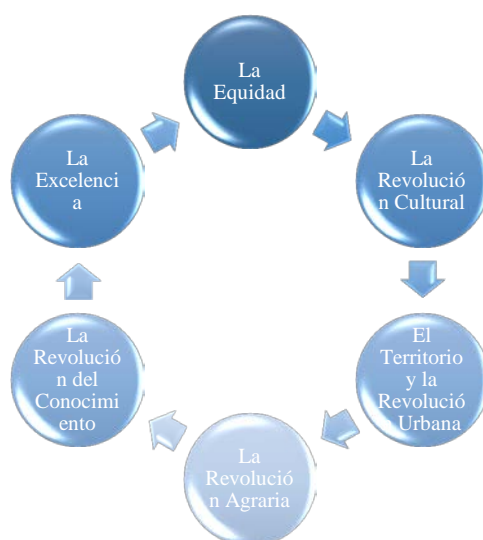 La
Equidad
La
Revolució
n Cultural
El
Territorio
y la
Revolució
Urbana
La
Revolució
n Agraria
La
Revolució
n del
Conocimi
ento
La
Excelenci
a